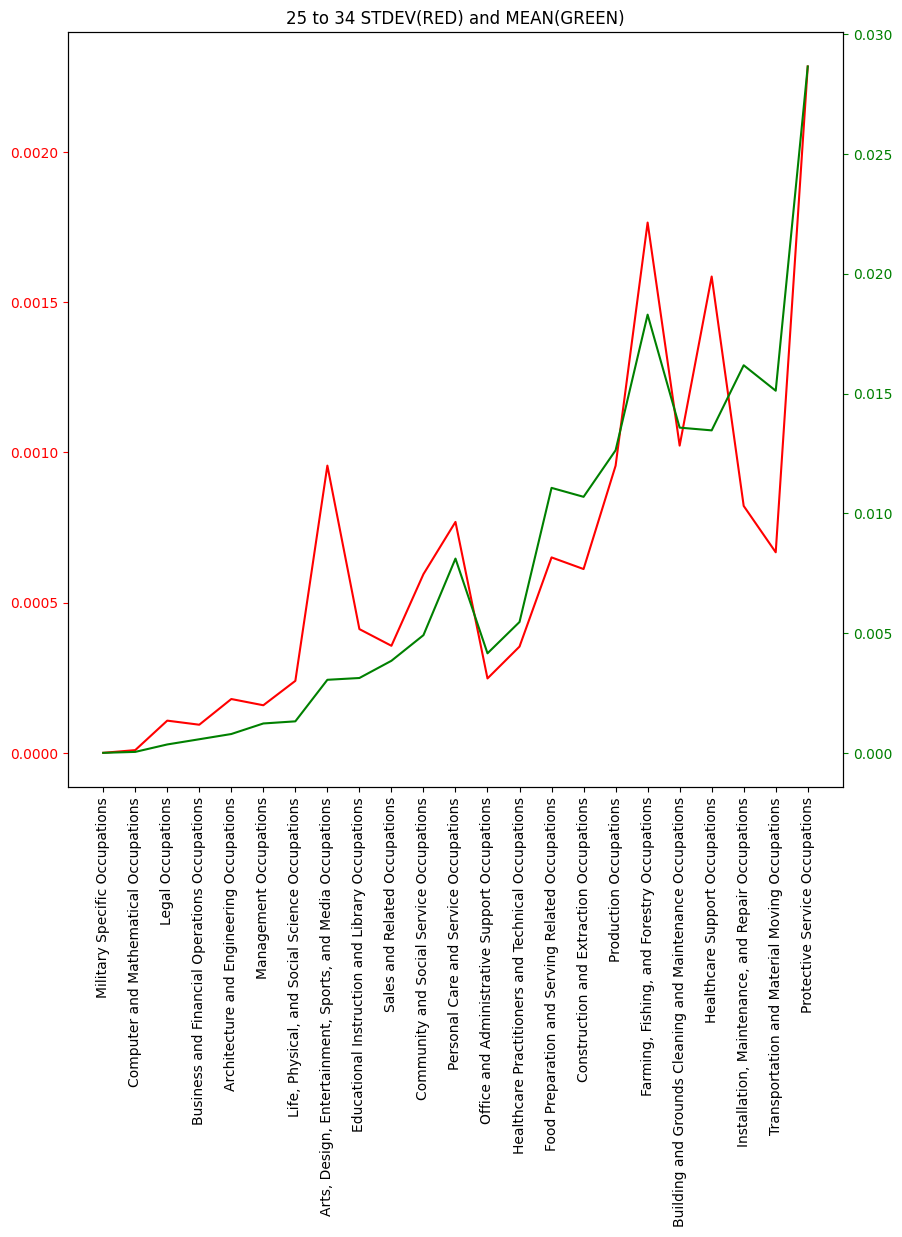 25 to 34 STDEV(RED) and MEAN(GREEN)
0.0020
0.0015
0.0010
0.0005
0.0000
0.030
0.025
0.020
0.015
0.010
0.005
0.000
Military Specific Occupations
Computer and Mathematical Occupations
Legal Occupations
Business and Financial Operations Occupations
Architecture and Engineering Occupations
Management Occupations
Life, Physical, and Social Science Occupations
Arts, Design, Entertainment, Sports, and Media Occupations
Educational Instruction and Library Occupations
Sales and Related Occupations
Community and Social Service Occupations
Personal Care and Service Occupations
Office and Administrative Support Occupations
Healthcare Practitioners and Technical Occupations
Food Preparation and Serving Related Occupations
Construction and Extraction Occupations
Production Occupations
Farming, Fishing, and Forestry Occupations
Building and Grounds Cleaning and Maintenance Occupations
Healthcare Support Occupations
Installation, Maintenance, and Repair Occupations
Transportation and Material Moving Occupations
Protective Service Occupations